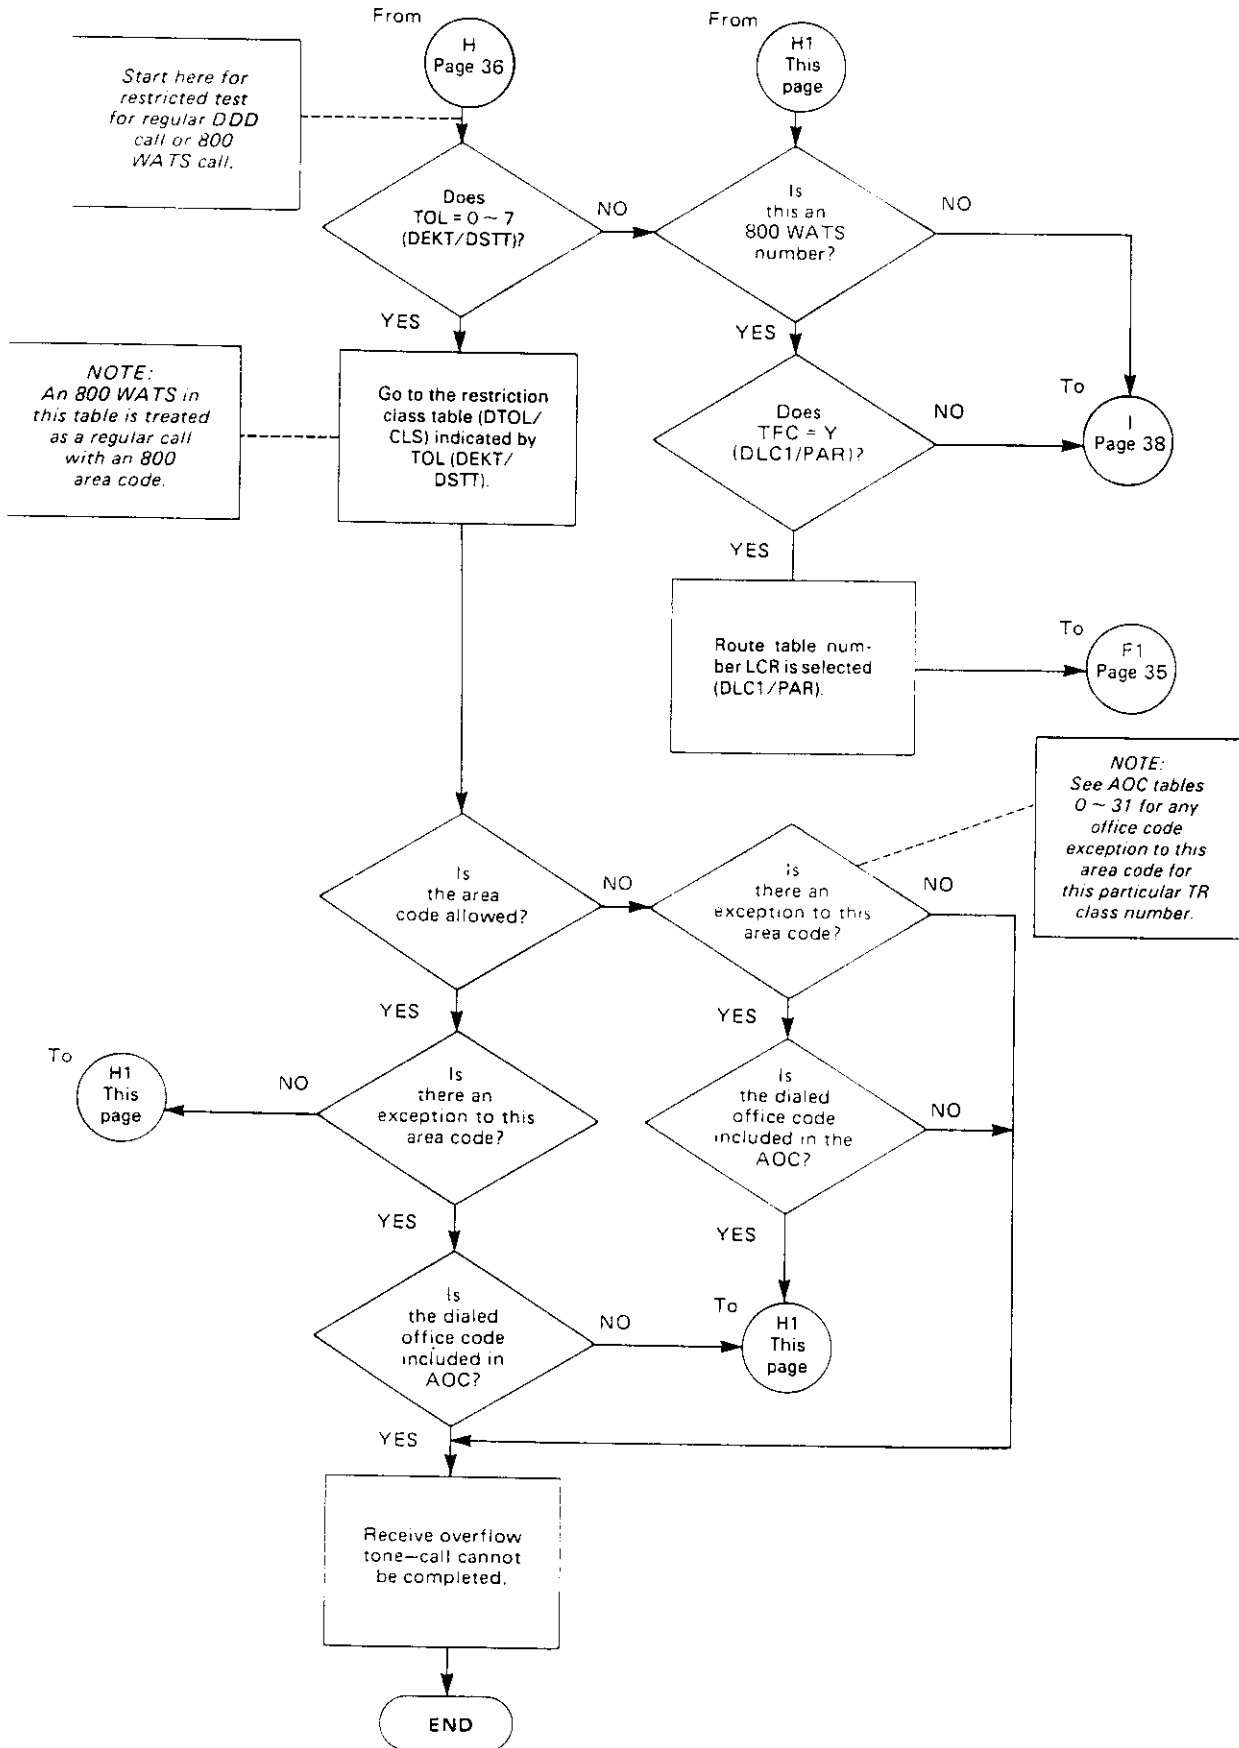 From
H
Page 36
From
H1
This
page
Start here for
restricted test
for regular DDD
call or 800
WATS call.
Does
TOL = 0 ~ 7
(DEKT/DSTT)?
NO
YES
Is
this an
800 WATS
number?
NO
YES
NOTE:
An 800 WATS in
this table is treated
as a regular call
with an 800
area code.
Go to the restriction
class table (DTOL/
CLS) indicated by
TOL (DEKT/
DSTT).
Does
TFC = Y
(DLC1/PAR)?
NO
YES
To
I
Page 38
Route table num-
ber LCR is selected
(DLC1/PAR).
To
F1
Page 35
NOTE:
See AOC tables
0 ~ 31 for any
office code
exception to this
area code for
this particular TR
class number.
Is
the area
code allowed?
NO
YES
Is
there an
exception to this
area code?
NO
YES
To
H1
This
page
NO
Is
there an
exception to this
area code?
YES
Is
the dialed
office code
included in the
AOC?
NO
YES
Is
the dialed
office code
included in
AOC?
NO
YES
To
H1
This
page
Receive overflow
tone—call cannot
be completed.
END